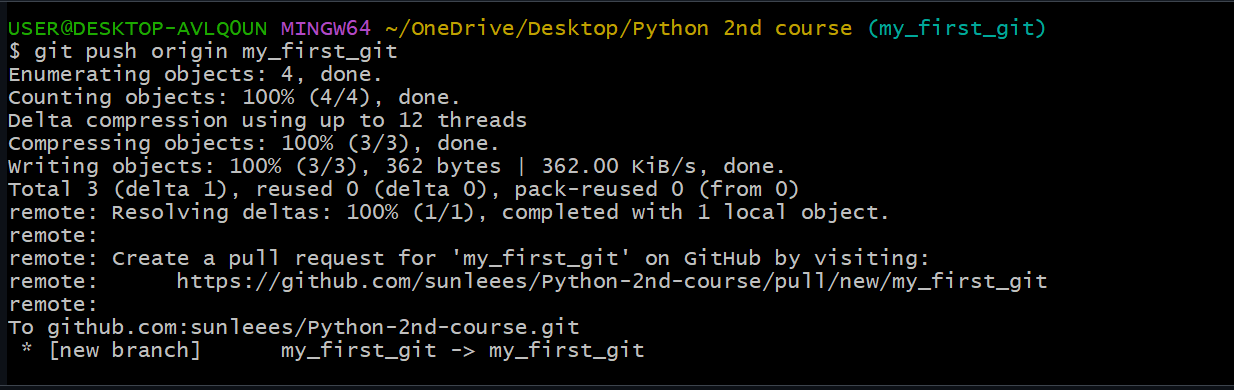 USER@DESKTOP-AVLQ0UN MINGW64 ~/OneDrive/Desktop/Python 2nd course (my_first_git)
$ git push origin my_first_git
Enumerating objects: 4, done.
Counting objects: 100% (4/4), done.
Delta compression using up to 12 threads
Compressing objects: 100% (3/3), done.
Writing objects: 100% (3/3), 362 bytes | 362.00 KiB/s, done.
Total 3 (delta 1), reused 0 (delta 0), pack-reused 0 (from 0)
remote: Resolving deltas: 100% (1/1), completed with 1 local object.
remote:
remote: Create a pull request for 'my_first_git' on GitHub by visiting:
remote:      https://github.com/sunleees/Python-2nd-course/pull/new/my_first_git
remote:
To github.com:sunleees/Python-2nd-course.git
 * [new branch]      my_first_git -> my_first_git